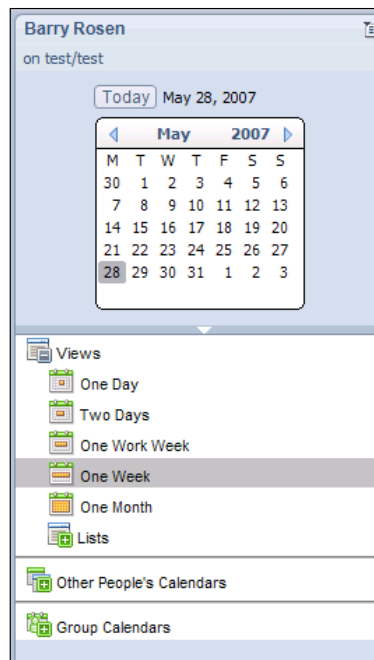 Barry Rosen
on test/test
Today May 28, 2007
May 2007
M T W T F S S
30 1 2 3 4 5 6
7 8 9 10 11 12 13
14 15 16 17 18 19 20
21 22 23 24 25 26 27
28 29 30 31 1 2 3
Views
One Day
Two Days
One Work Week
One Week
One Month
Lists
Other People's Calendars
Group Calendars